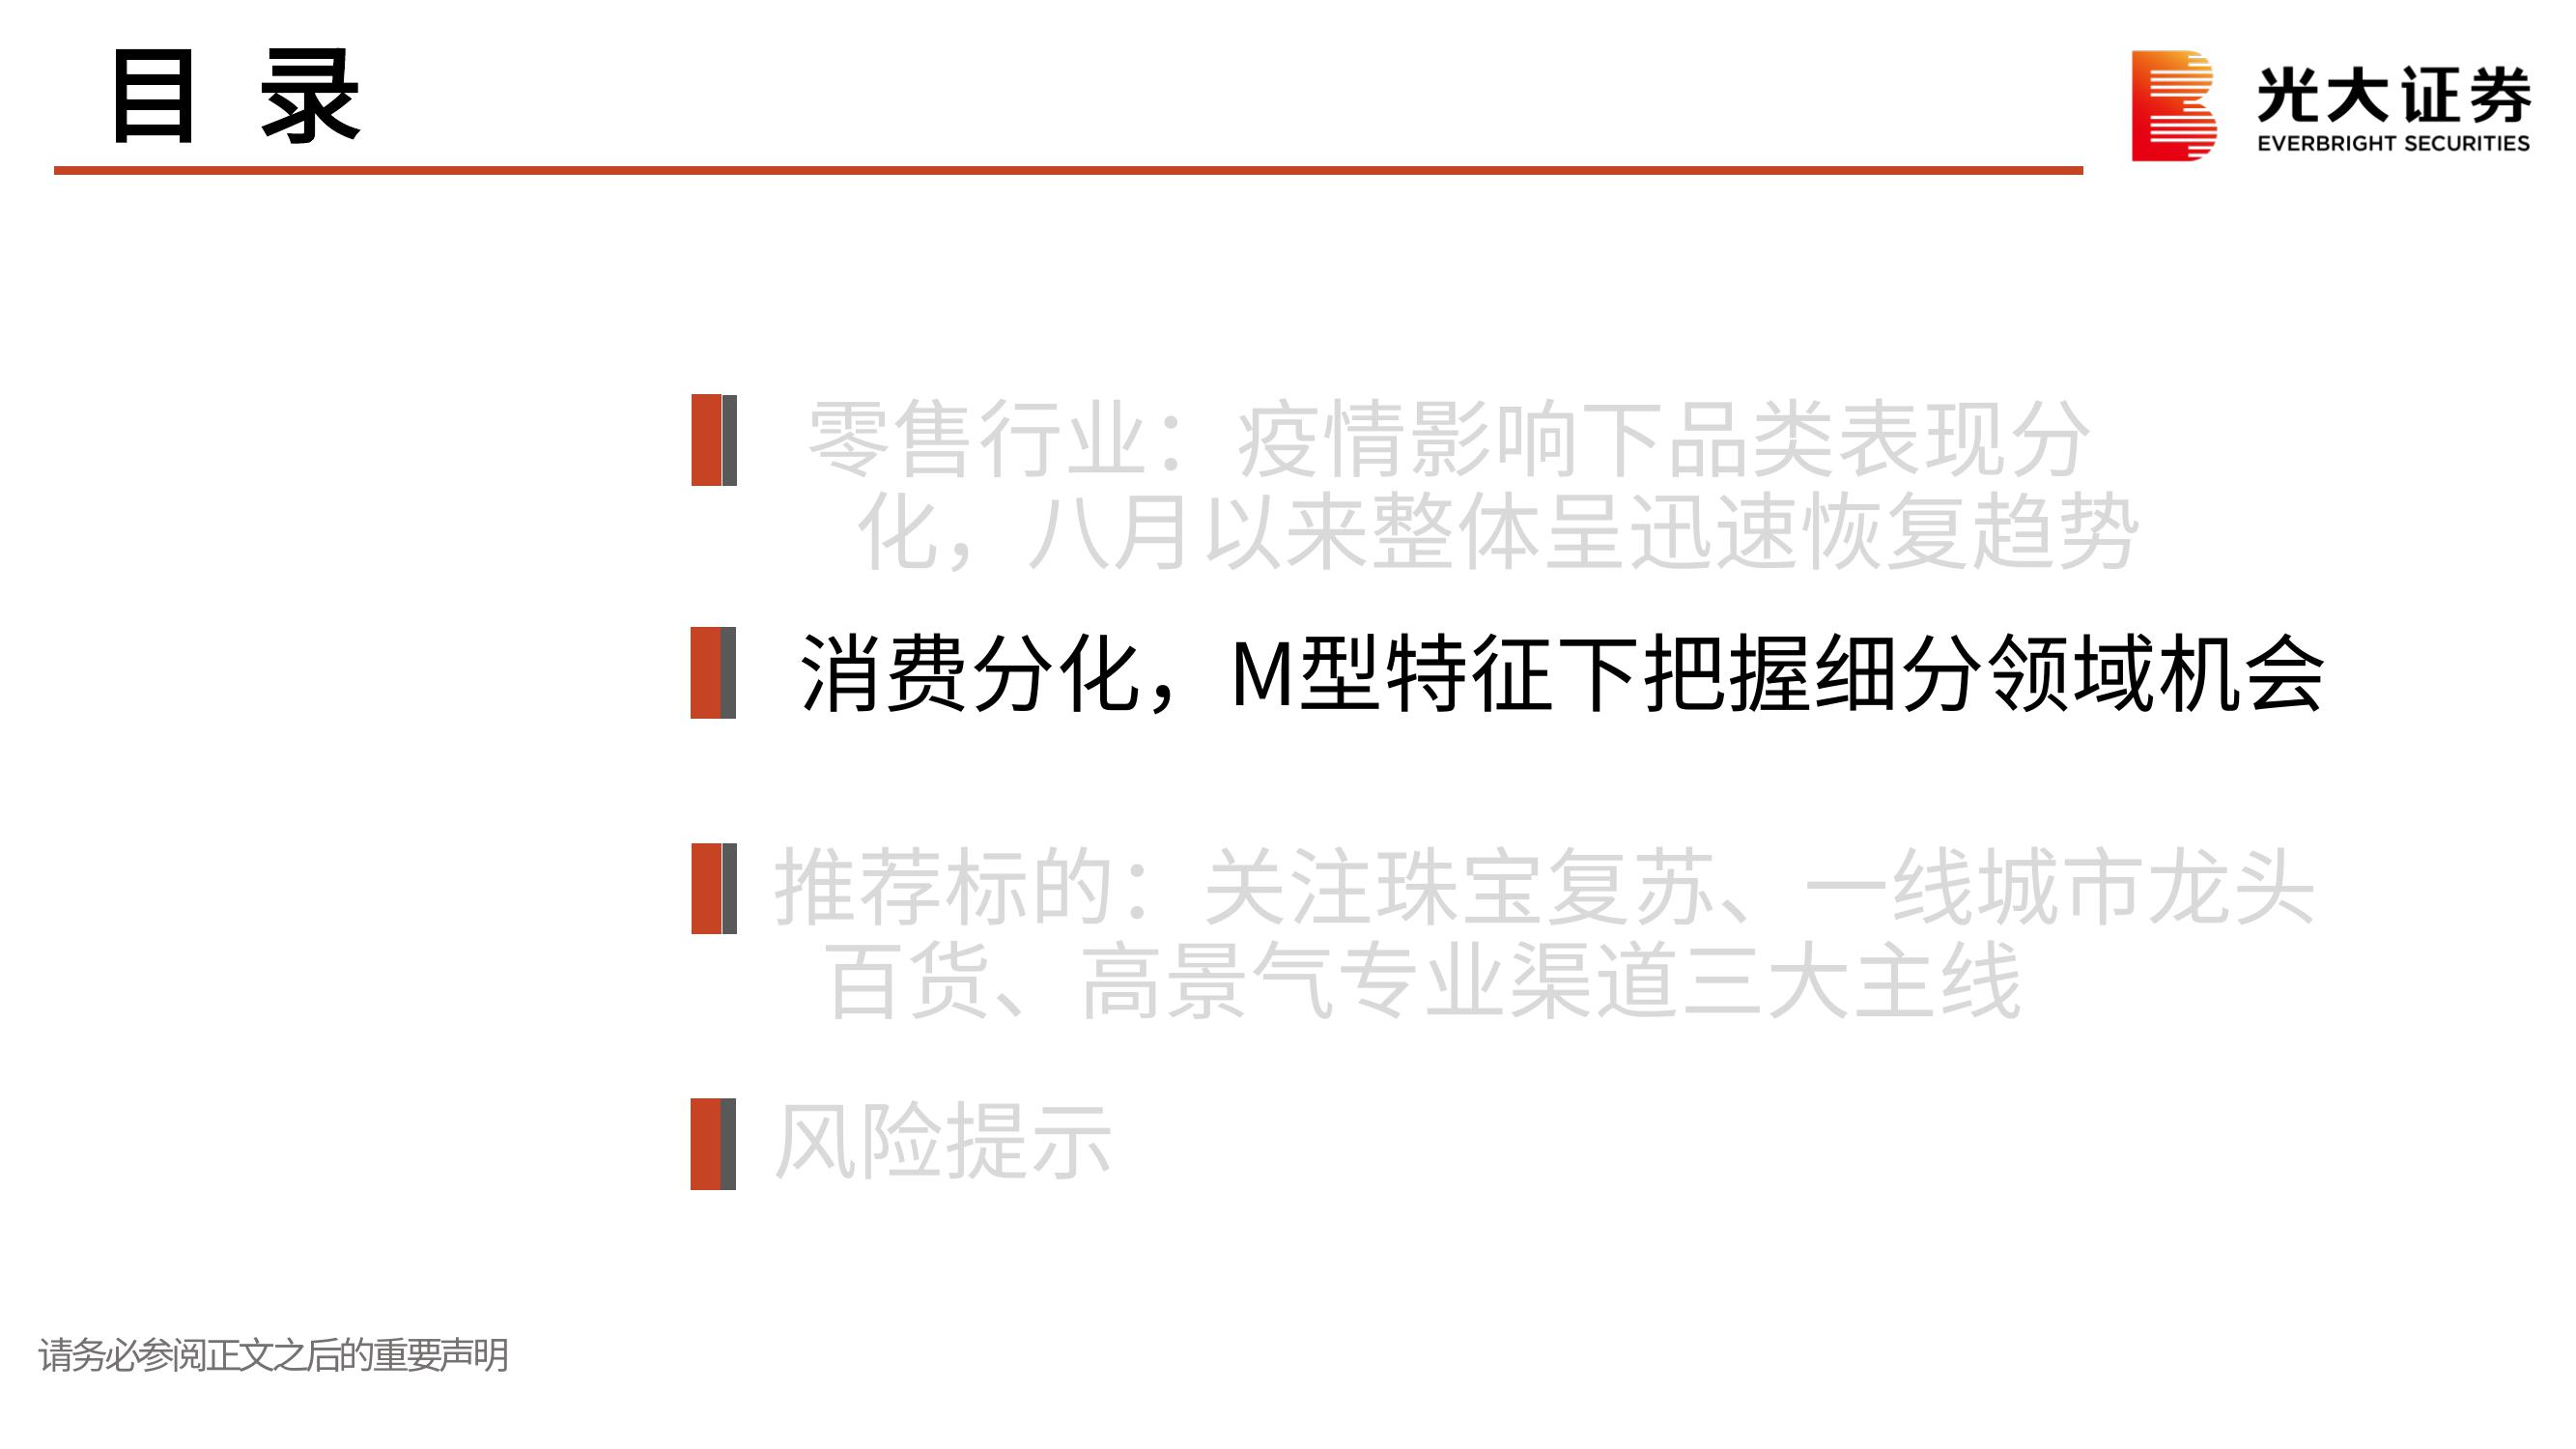 目 录
光大证券
EVERBRIGHT SECURITIES
零售行业：疫情影响下品类表现分
化，八月以来整体呈迅速恢复趋势
消费分化，M型特征下把握细分领域机会
推荐标的：关注珠宝复苏、一线城市龙头
百货、高景气专业渠道三大主线
风险提示
请务必参阅正文之后的重要声明